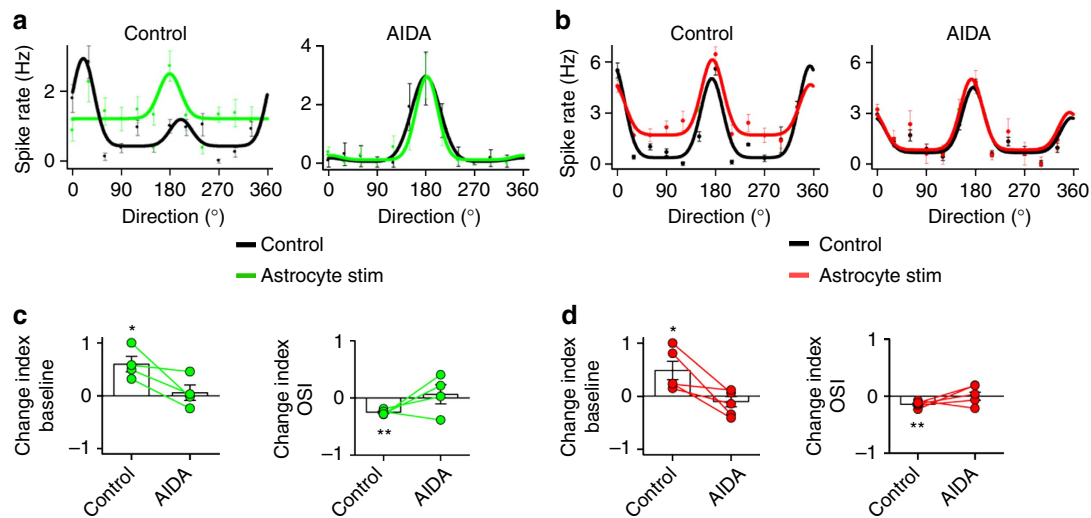 a
Control
AIDA
Spike rate (Hz)
2
0
0 90 180 270 360
Direction (°)
4
2
0
0 90 180 270 360
Direction (°)
Control
Astrocyte stim
b
Control
AIDA
Spike rate (Hz)
6
3
0
0 90 180 270 360
Direction (°)
6
3
0
0 90 180 270 360
Direction (°)
Control
Astrocyte stim
c
Change index
baseline
1
0
−1
*
Control
AIDA
Change index
OSI
1
0
−1
**
Control
AIDA
d
Change index
baseline
1
0
−1
*
Control
AIDA
Change index
OSI
1
0
−1
**
Control
AIDA